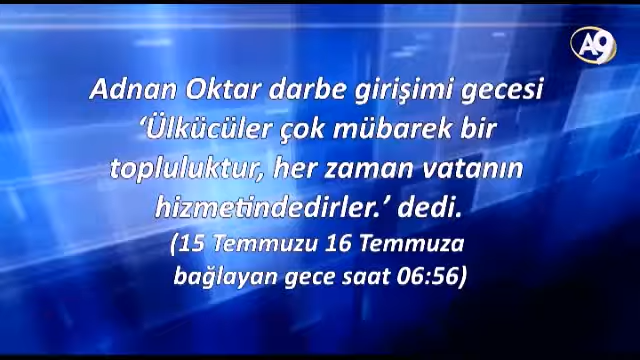 A9
Adnan Oktar darbe girişimi gecesi
‘Ülkücüler çok mübarek bir
topluluktur, her zaman vatanın
hizmetindedirler.’ dedi.
(15 Temmuzu 16 Temmuza
bağlayan gece saat 06:56)